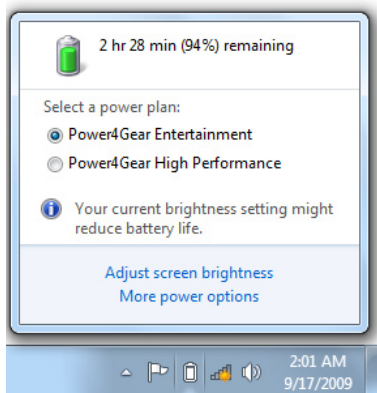 2 hr 28 min (94%) remaining
Select a power plan:
Power4Gear Entertainment
Power4Gear High Performance
Your current brightness setting might
reduce battery life.
Adjust screen brightness
More power options
2:01 AM
9/17/2009